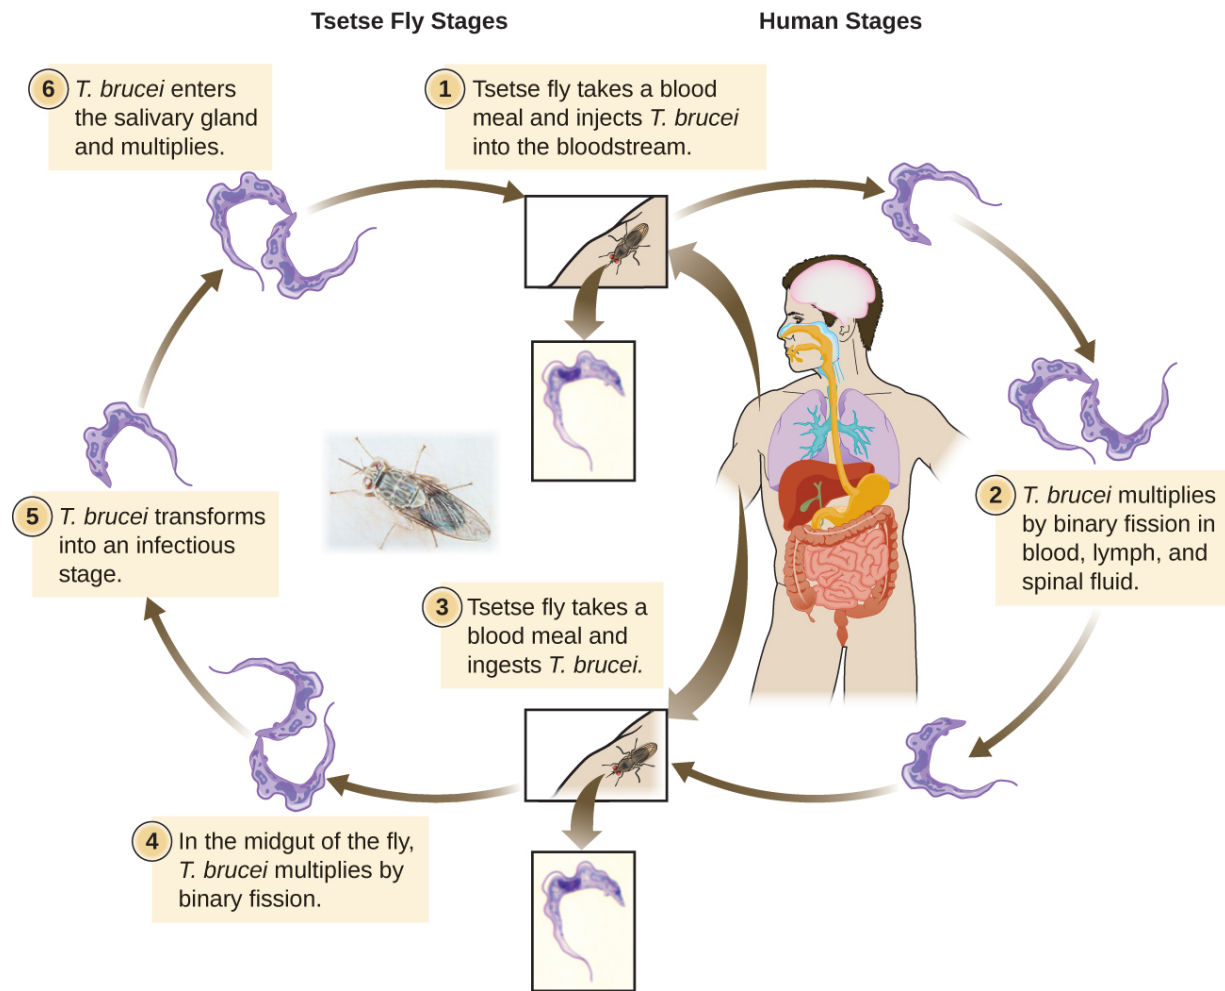 Tsetse Fly Stages
Human Stages
1 Tsetse fly takes a blood
meal and injects T. brucei
into the bloodstream.
2 T. brucei multiplies
by binary fission in
blood, lymph, and
spinal fluid.
3 Tsetse fly takes a
blood meal and
ingests T. brucei.
4 In the midgut of the fly,
T. brucei multiplies by
binary fission.
5 T. brucei transforms
into an infectious
stage.
6 T. brucei enters
the salivary gland
and multiplies.